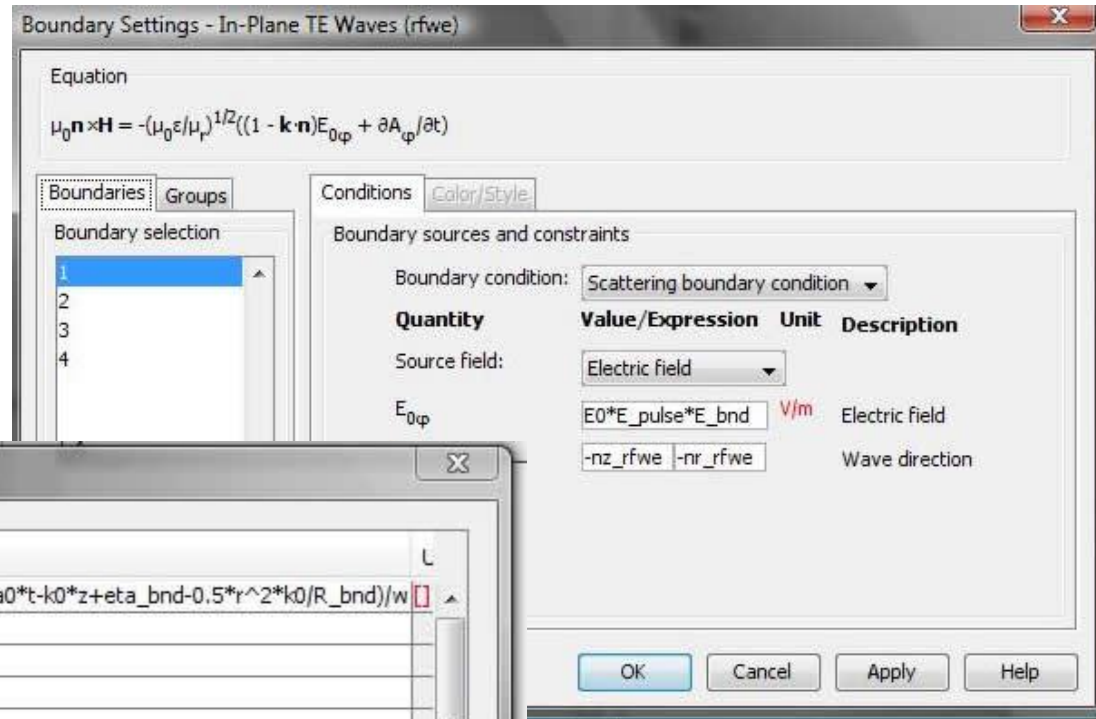 Boundary Settings - In-Plane TE Waves (rfwe)
Equation
μ₀n×H = -(μ₀ε/μᵣ)^1/2((1 - k·n)E₀φ + ∂Aφ/∂t)
Boundaries Groups
Boundary selection
1
2
3
4
Conditions Color/Style
Boundary sources and constraints
Boundary condition: Scattering boundary condition
Quantity Value/Expression Unit Description
Source field: Electric field
E₀φ E0*E_pulse*E_bnd V/m Electric field
-nz_rfwe -nr_rfwe Wave direction
a0*t-k0*z+eta_bnd-0.5*r^2*k0/R_bnd)/w []
OK Cancel Apply Help